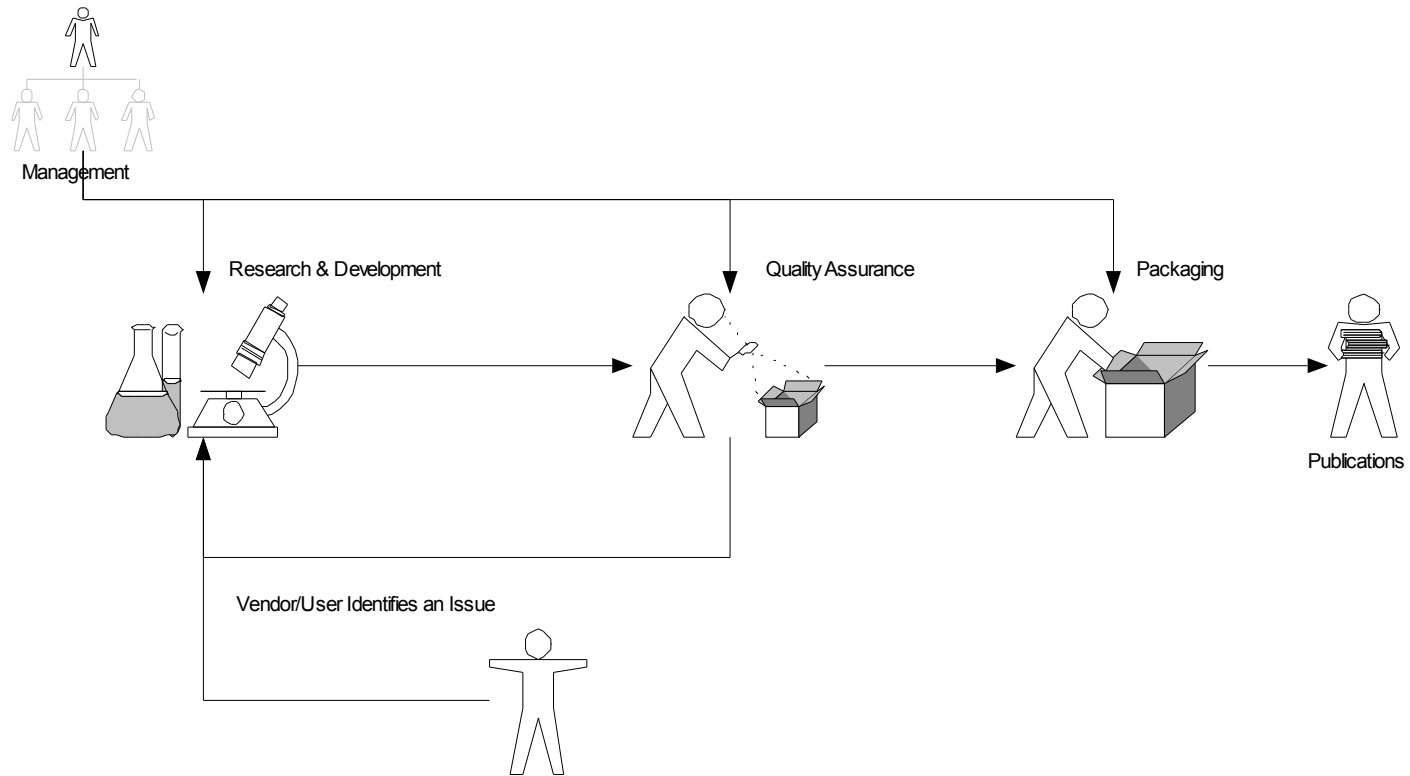 Management
Research & Development
Quality Assurance
Packaging
Publications
Vendor/User Identifies an Issue